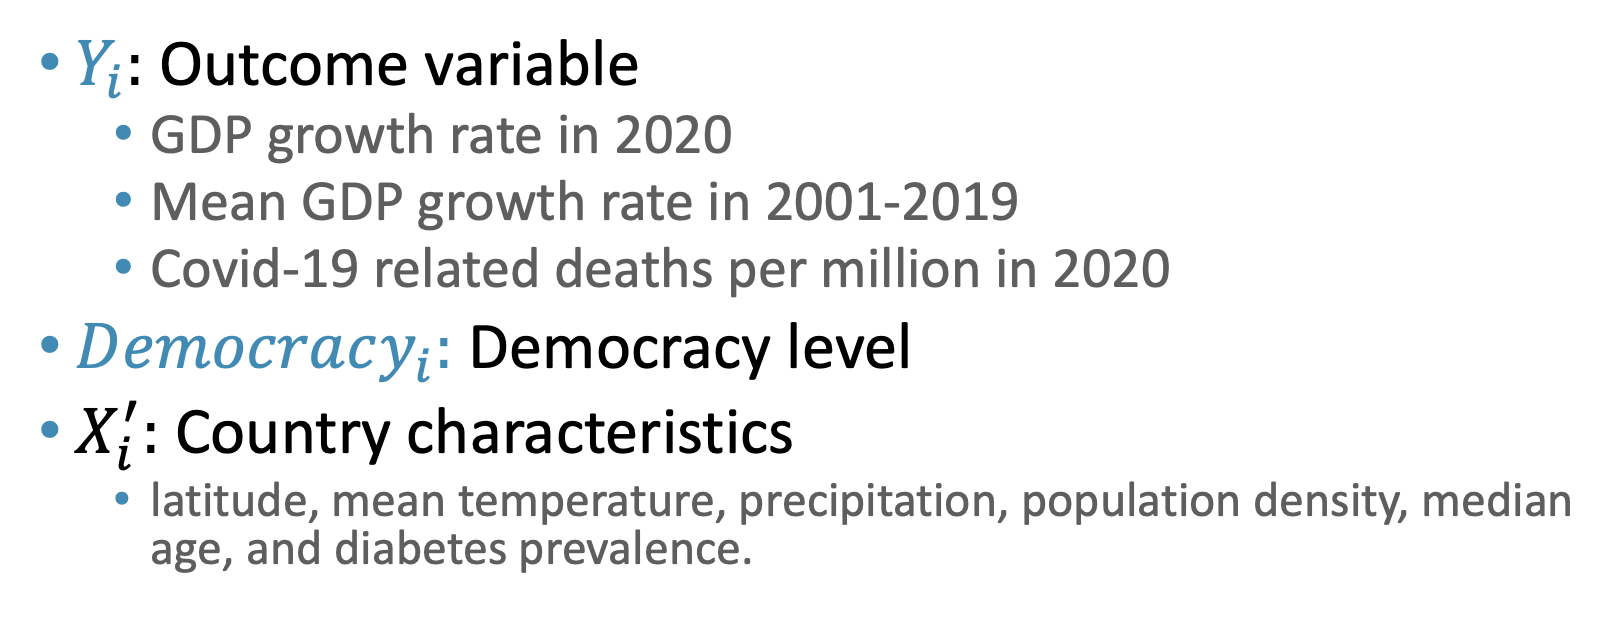 • Yᵢ: Outcome variable
• GDP growth rate in 2020
• Mean GDP growth rate in 2001-2019
• Covid-19 related deaths per million in 2020
• Democracyᵢ: Democracy level
• X′ᵢ: Country characteristics
• latitude, mean temperature, precipitation, population density, median
age, and diabetes prevalence.